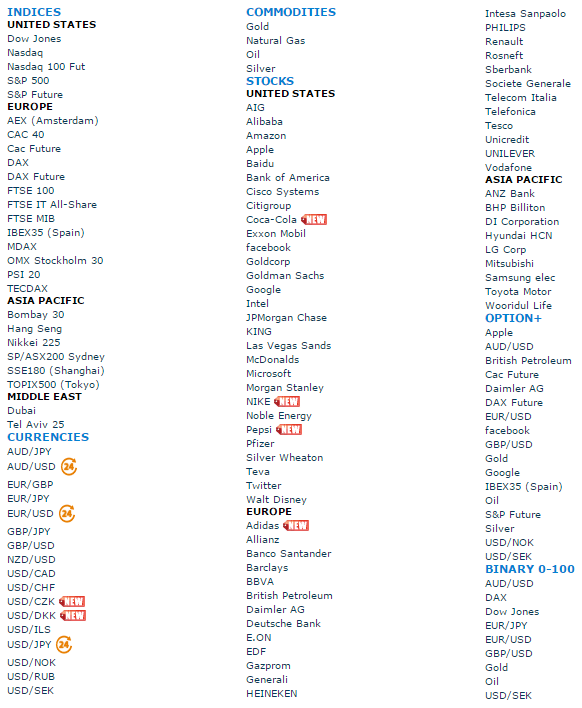 INDICES
UNITED STATES
Dow Jones
Nasdaq
Nasdaq 100 Fut
S&P 500
S&P Future
EUROPE
AEX (Amsterdam)
CAC 40
Cac Future
DAX
DAX Future
FTSE 100
FTSE IT All-Share
FTSE MIB
IBEX35 (Spain)
MDAX
OMX Stockholm 30
PSI 20
TECDAX
ASIA PACIFIC
Bombay 30
Hang Seng
Nikkei 225
SP/ASX200 Sydney
SSE180 (Shanghai)
TOPIX500 (Tokyo)
MIDDLE EAST
Dubai
Tel Aviv 25
CURRENCIES
AUD/JPY
AUD/USD 24
EUR/GBP
EUR/JPY
EUR/USD 24
GBP/JPY
GBP/USD
NZD/USD
USD/CAD
USD/CHF
USD/CZK NEW
USD/DKK NEW
USD/ILS
USD/JPY 24
USD/NOK
USD/RUB
USD/SEK
COMMODITIES
Gold
Natural Gas
Oil
Silver
STOCKS
UNITED STATES
AIG
Alibaba
Amazon
Apple
Baidu
Bank of America
Cisco Systems
Citigroup
Coca-Cola NEW
Exxon Mobil
facebook
Goldcorp
Goldman Sachs
Google
Intel
JPMorgan Chase
KING
Las Vegas Sands
McDonalds
Microsoft
Morgan Stanley
NIKE NEW
Noble Energy
Pepsi NEW
Pfizer
Silver Wheaton
Teva
Twitter
Walt Disney
EUROPE
Adidas NEW
Allianz
Banco Santander
Barclays
BBVA
British Petroleum
Daimler AG
Deutsche Bank
E.ON
EDF
Gazprom
Generali
HEINEKEN
Intesa Sanpaolo
PHILIPS
Renault
Rosneft
Sberbank
Societe Generale
Telecom Italia
Telefonica
Tesco
Unicredit
UNILEVER
Vodafone
ASIA PACIFIC
ANZ Bank
BHP Billiton
DI Corporation
Hyundai HCN
LG Corp
Mitsubishi
Samsung elec
Toyota Motor
Wooridul Life
OPTION+
Apple
AUD/USD
British Petroleum
Cac Future
Daimler AG
DAX Future
EUR/USD
facebook
GBP/USD
Gold
Google
IBEX35 (Spain)
Oil
S&P Future
Silver
USD/NOK
USD/SEK
BINARY 0-100
AUD/USD
DAX
Dow Jones
EUR/JPY
EUR/USD
GBP/USD
Gold
Oil
USD/SEK